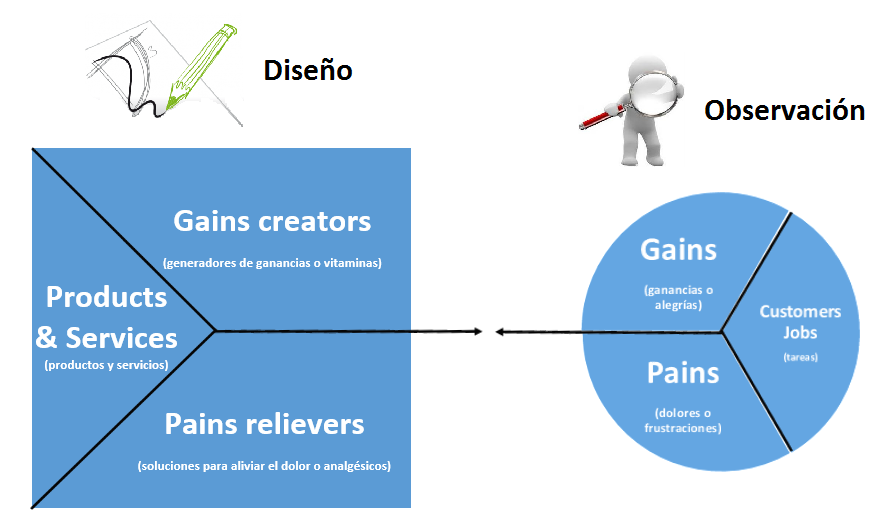 Diseño
Observación
Gains creators
(generadores de ganancias o vitaminas)
Products
& Services
(productos y servicios)
Pains relievers
(soluciones para aliviar el dolor o analgésicos)
Gains
(ganancias o
alegrías)
Customers
Jobs
(tareas)
Pains
(dolores o
frustraciones)